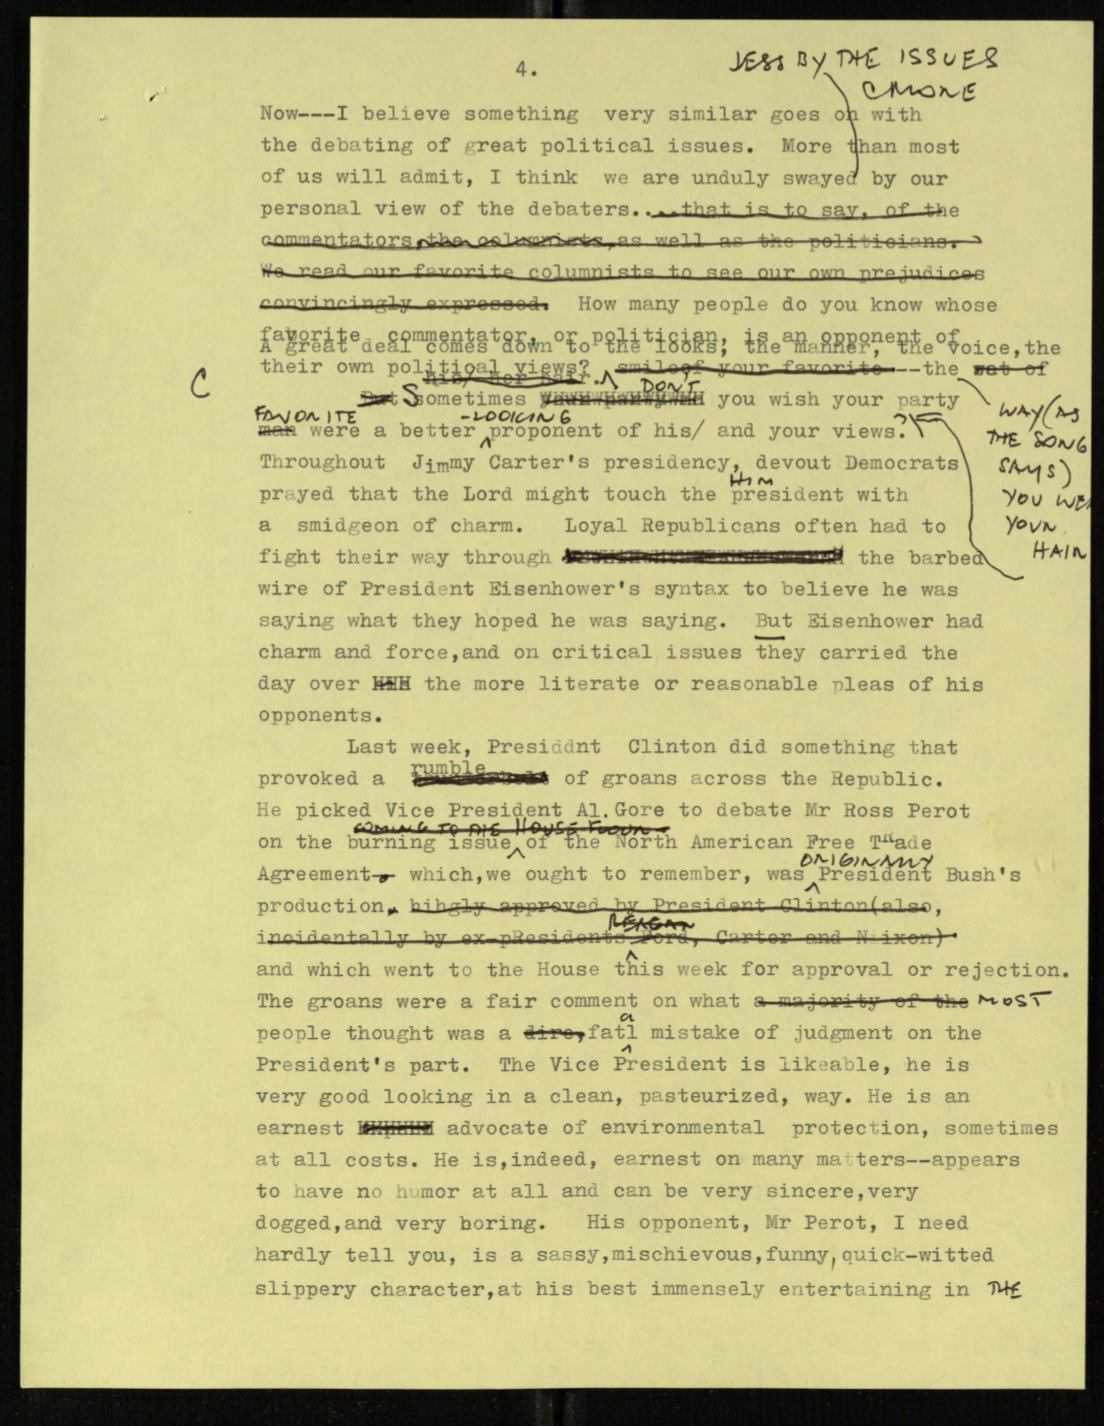 4.
LESS BY THE ISSUES
Now---I believe something very similar goes on with
the debating of great political issues. More than most
of us will admit, I think we are unduly swayed by our
personal view of the debaters.....that is to say, of the
commentators, the columnists, as well as the politicians.
We read our favorite columnists to see our own prejudices
convincingly expressed. How many people do you know whose
favorite commentator, or politician, is an opponent of
A great deal comes down to the looks; the manner, the voice,the
their own political views? smileof your favorite---the set of
his/ her hair.
C
But Sometimes DON'T you wish your party
WAY (AS
THE SONG
SAYS)
YOU WE
YOUR
HAIR
FAVORITE -LOOKING
man were a better proponent of his/ and your views.?
Throughout Jimmy Carter's presidency, devout Democrats
HIM
prayed that the Lord might touch the president with
a smidgeon of charm. Loyal Republicans often had to
fight their way through the barbed
wire of President Eisenhower's syntax to believe he was
saying what they hoped he was saying. But Eisenhower had
charm and force,and on critical issues they carried the
day over HHH the more literate or reasonable pleas of his
opponents.
Last week, Presiddnt Clinton did something that
rumble
provoked a of groans across the Republic.
He picked Vice President Al.Gore to debate Mr Ross Perot
COMING TO THE HOUSE FLOOR
on the burning issue of the North American Free Trade
ORIGINALLY
Agreement- which,we ought to remember, was President Bush's
production, bihgly approved by President Clinton(also,
REAGAN
incidentally by ex-pResidents Ford, Carter and Nixon)
and which went to the House this week for approval or rejection.
The groans were a fair comment on what a majority of the MOST
people thought was a dire,fatal mistake of judgment on the
President's part. The Vice President is likeable, he is
very good looking in a clean, pasteurized, way. He is an
earnest advocate of environmental protection, sometimes
at all costs. He is,indeed, earnest on many matters--appears
to have no humor at all and can be very sincere,very
dogged,and very boring. His opponent, Mr Perot, I need
hardly tell you, is a sassy,mischievous,funny,quick-witted
slippery character,at his best immensely entertaining in THE